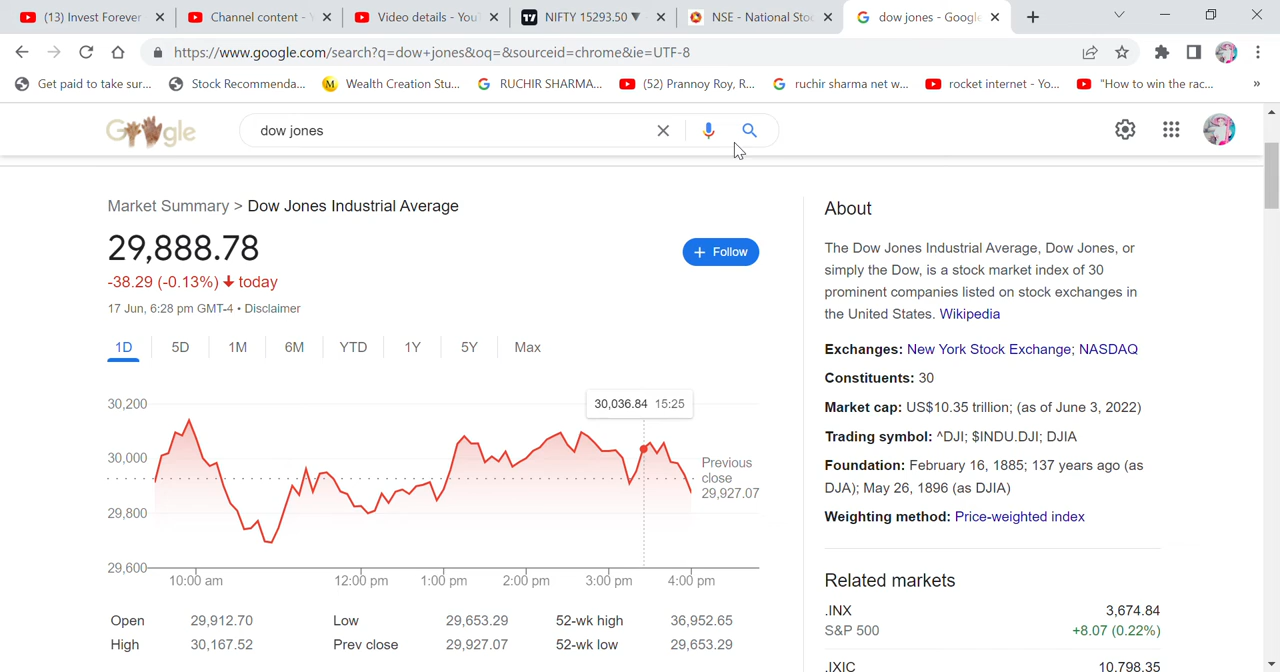 (13) Invest Forever
Channel content - Y
Video details - You
NIFTY 15293.50 ▼
NSE - National Stoc
dow jones - Google
https://www.google.com/search?q=dow+jones&oq=&sourceid=chrome&ie=UTF-8
Get paid to take sur...
Stock Recommenda...
M Wealth Creation Stu...
RUCHIR SHARMA...
(52) Prannoy Roy, R...
ruchir sharma net w...
rocket internet - Yo...
"How to win the rac...
»
Google
dow jones
Market Summary > Dow Jones Industrial Average
29,888.78
+ Follow
-38.29 (-0.13%) ↓ today
17 Jun, 6:28 pm GMT-4 • Disclaimer
1D 5D 1M 6M YTD 1Y 5Y Max
30,200
30,000
29,800
29,600
30,036.84 15:25
Previous
close
29,927.07
10:00 am 12:00 pm 1:00 pm 2:00 pm 3:00 pm 4:00 pm
Open 29,912.70 Low 29,653.29 52-wk high 36,952.65
High 30,167.52 Prev close 29,927.07 52-wk low 29,653.29
About
The Dow Jones Industrial Average, Dow Jones, or
simply the Dow, is a stock market index of 30
prominent companies listed on stock exchanges in
the United States. Wikipedia
Exchanges: New York Stock Exchange; NASDAQ
Constituents: 30
Market cap: US$10.35 trillion; (as of June 3, 2022)
Trading symbol: ^DJI; $INDU.DJI; DJIA
Foundation: February 16, 1885; 137 years ago (as
DJA); May 26, 1896 (as DJIA)
Weighting method: Price-weighted index
Related markets
.INX 3,674.84
S&P 500 +8.07 (0.22%)
.IXIC 10,798.35